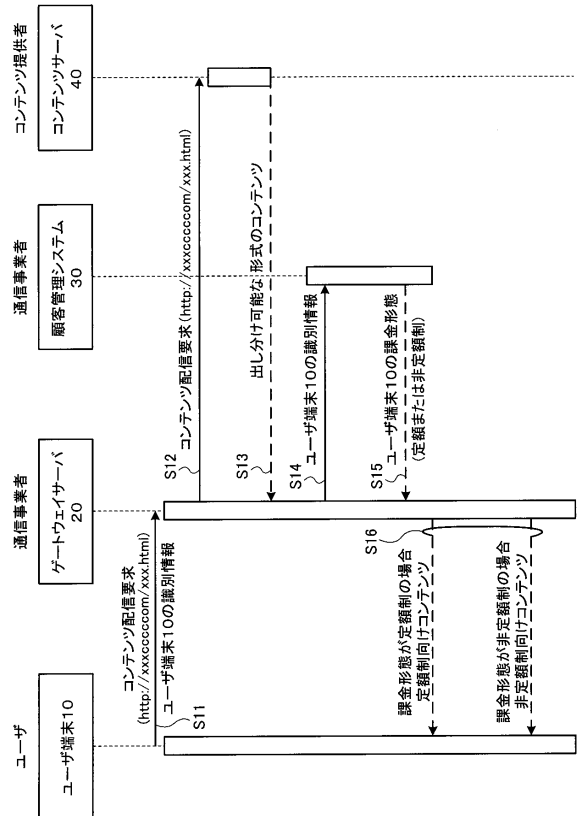 ユーザ
ユーザ端末10
通信事業者
ゲートウェイサーバ
20
通信事業者
顧客管理システム
30
コンテンツ提供者
コンテンツサーバ
40
コンテンツ配信要求
(http://xxxcccccom/xxx.html)
ユーザ端末10の識別情報
S11
S12
コンテンツ配信要求(http://xxxcccccom/xxx.html)
S13
出し分け可能な 形式のコンテンツ
S14
ユーザ端末10の識別情報
S15
ユーザ端末10の課金形態
(定額または非定額制)
S16
課金形態が定額制の場合
定額制向けコンテンツ
課金形態が非定額制の場合
非定額制向けコンテンツ